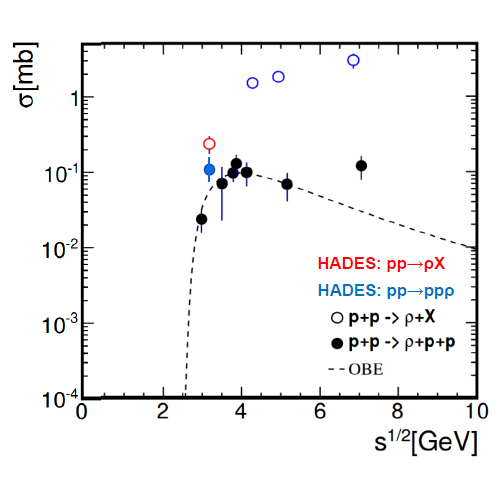 σ[mb]
1
10⁻¹
10⁻²
10⁻³
10⁻⁴
HADES: pp→ρX
HADES: pp→ppρ
p+p -> ρ+X
p+p -> ρ+p+p
OBE
0 2 4 6 8 10
s^1/2[GeV]